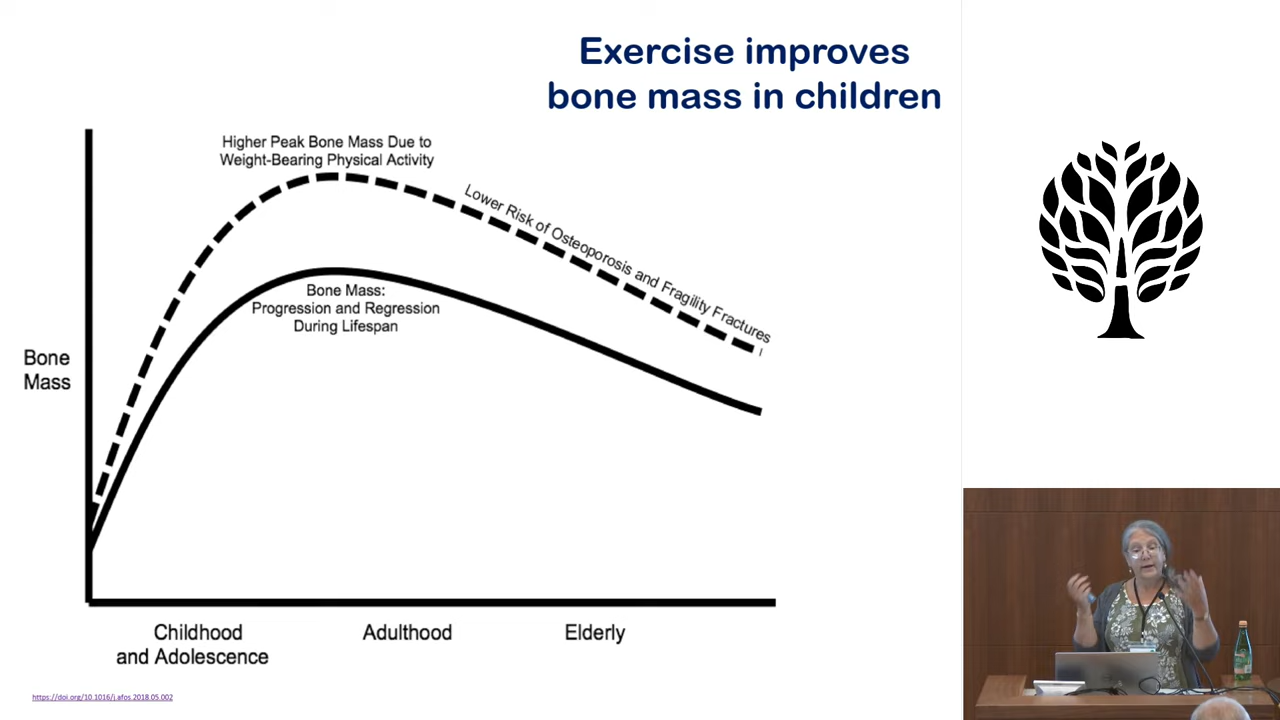 Exercise improves
bone mass in children
Higher Peak Bone Mass Due to
Weight-Bearing Physical Activity
Lower Risk of Osteoporosis and Fragility Fractures
Bone Mass:
Progression and Regression
During Lifespan
Bone
Mass
Childhood
and Adolescence
Adulthood
Elderly
https://doi.org/10.1016/j.afos.2018.05.002